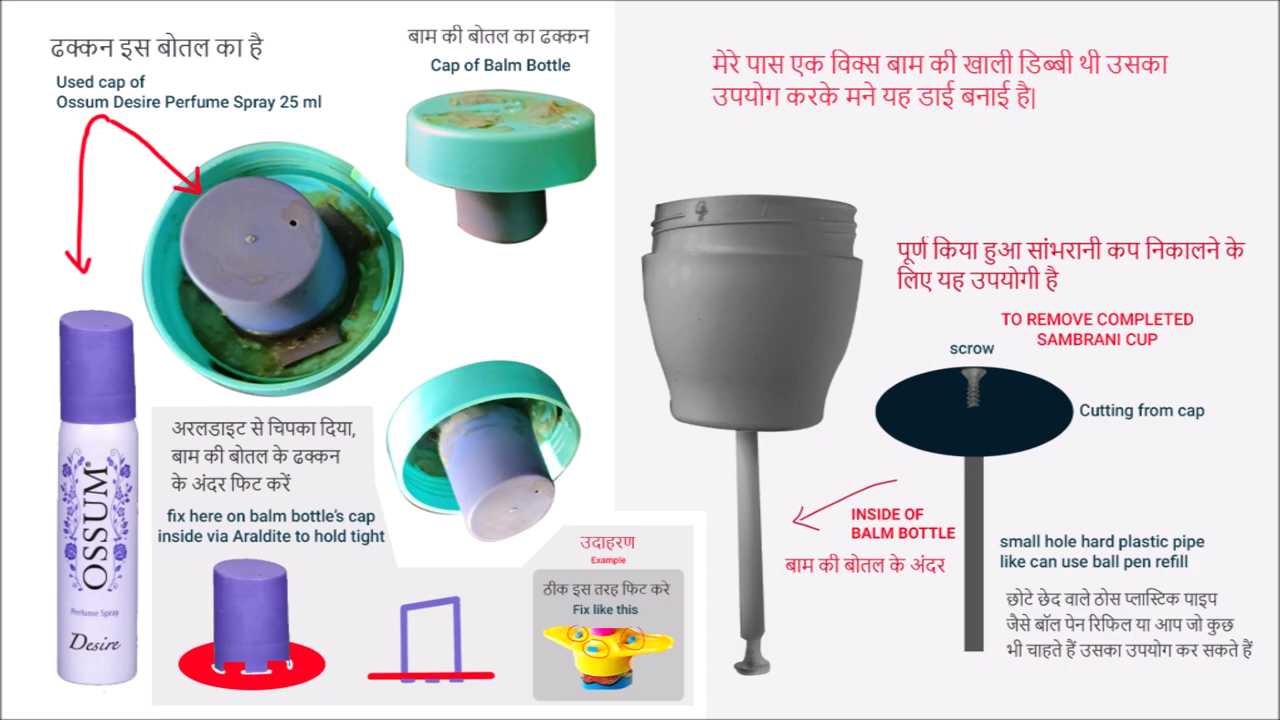 ढक्कन इस बोतल का है
Used cap of
Ossum Desire Perfume Spray 25 ml
बाम की बोतल का ढक्कन
Cap of Balm Bottle
मेरे पास एक विक्स बाम की खाली डिब्बी थी उसका
उपयोग करके मने यह डाई बनाई है|
पूर्ण किया हुआ सांभरानी कप निकालने के
लिए यह उपयोगी है
TO REMOVE COMPLETED
SAMBRANI CUP
scrow
Cutting from cap
अरलडाइट से चिपका दिया,
बाम की बोतल के ढक्कन
के अंदर फिट करें
fix here on balm bottle's cap
inside via Araldite to hold tight
OSSUM
Perfume Spray
Desire
उदाहरण
Example
ठीक इस तरह फिट करे
Fix like this
INSIDE OF
BALM BOTTLE
बाम की बोतल के अंदर
small hole hard plastic pipe
like can use ball pen refill
छोटे छेद वाले ठोस प्लास्टिक पाइप
जैसे बॉल पेन रिफिल या आप जो कुछ
भी चाहते हैं उसका उपयोग कर सकते हैं